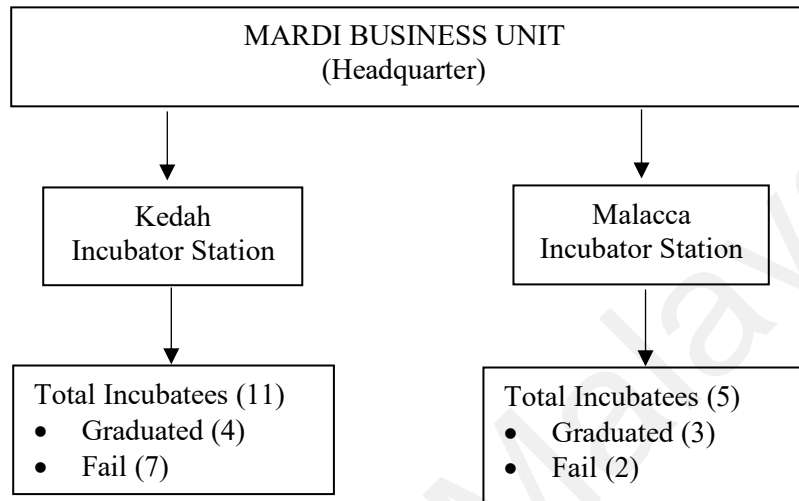 MARDI BUSINESS UNIT
(Headquarter)
Kedah
Incubator Station
Malacca
Incubator Station
Total Incubatees (11)
• Graduated (4)
• Fail (7)
Total Incubatees (5)
• Graduated (3)
• Fail (2)
Malay